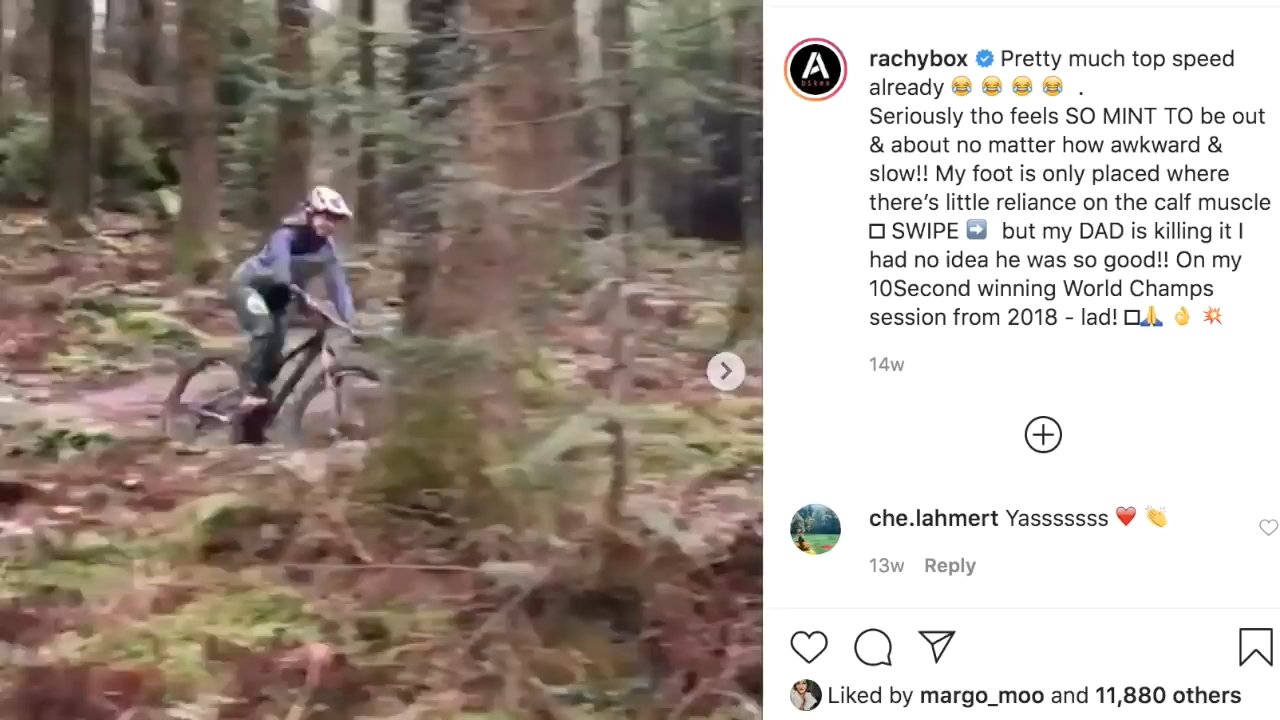 rachybox Pretty much top speed
already 😂 😂 😂 😂 .
Seriously tho feels SO MINT TO be out
& about no matter how awkward &
slow!! My foot is only placed where
there’s little reliance on the calf muscle
□ SWIPE ➡️ but my DAD is killing it I
had no idea he was so good!! On my
10Second winning World Champs
session from 2018 - lad! □🙏 👌 💥
14w
che.lahmert Yasssssss ❤️ 👏
13w Reply
Liked by margo_moo and 11,880 others